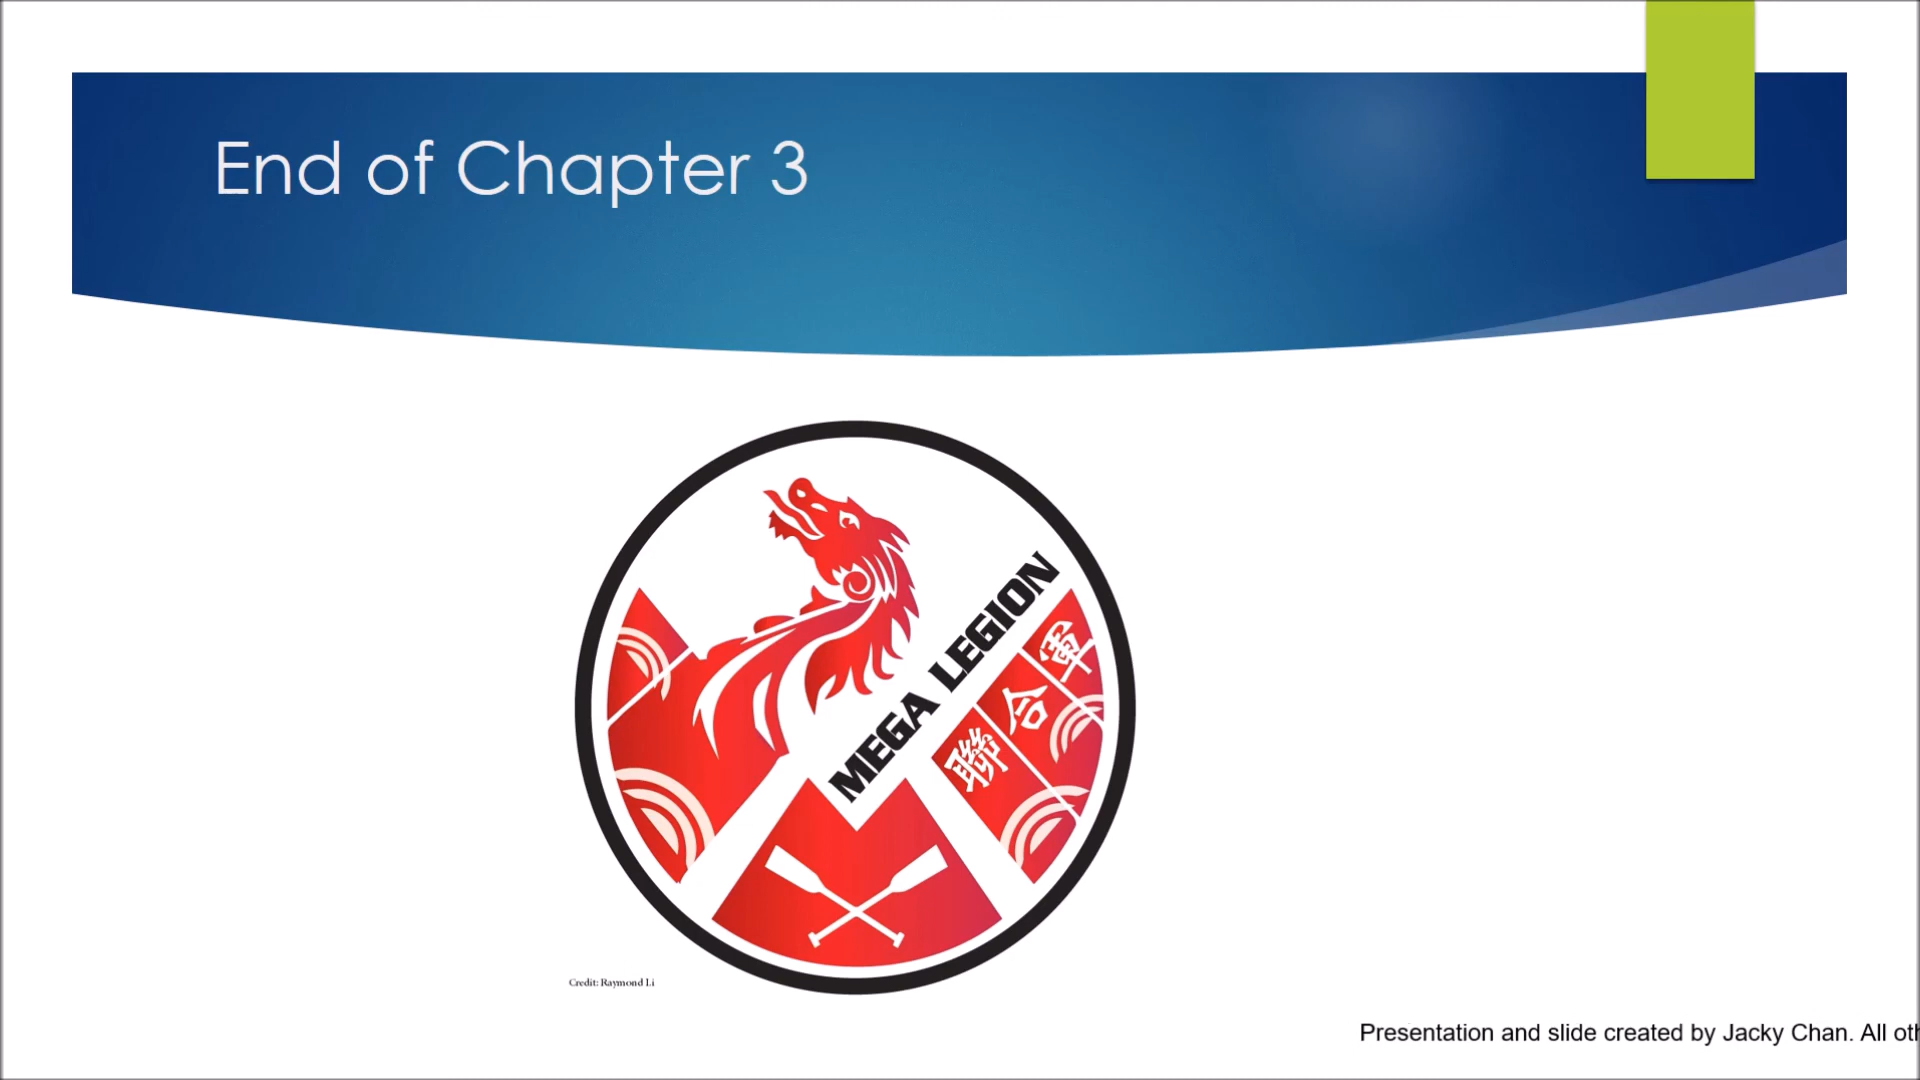 End of Chapter 3
MEGA LEGION
聯合軍
Credit: Raymond Li
Presentation and slide created by Jacky Chan. All